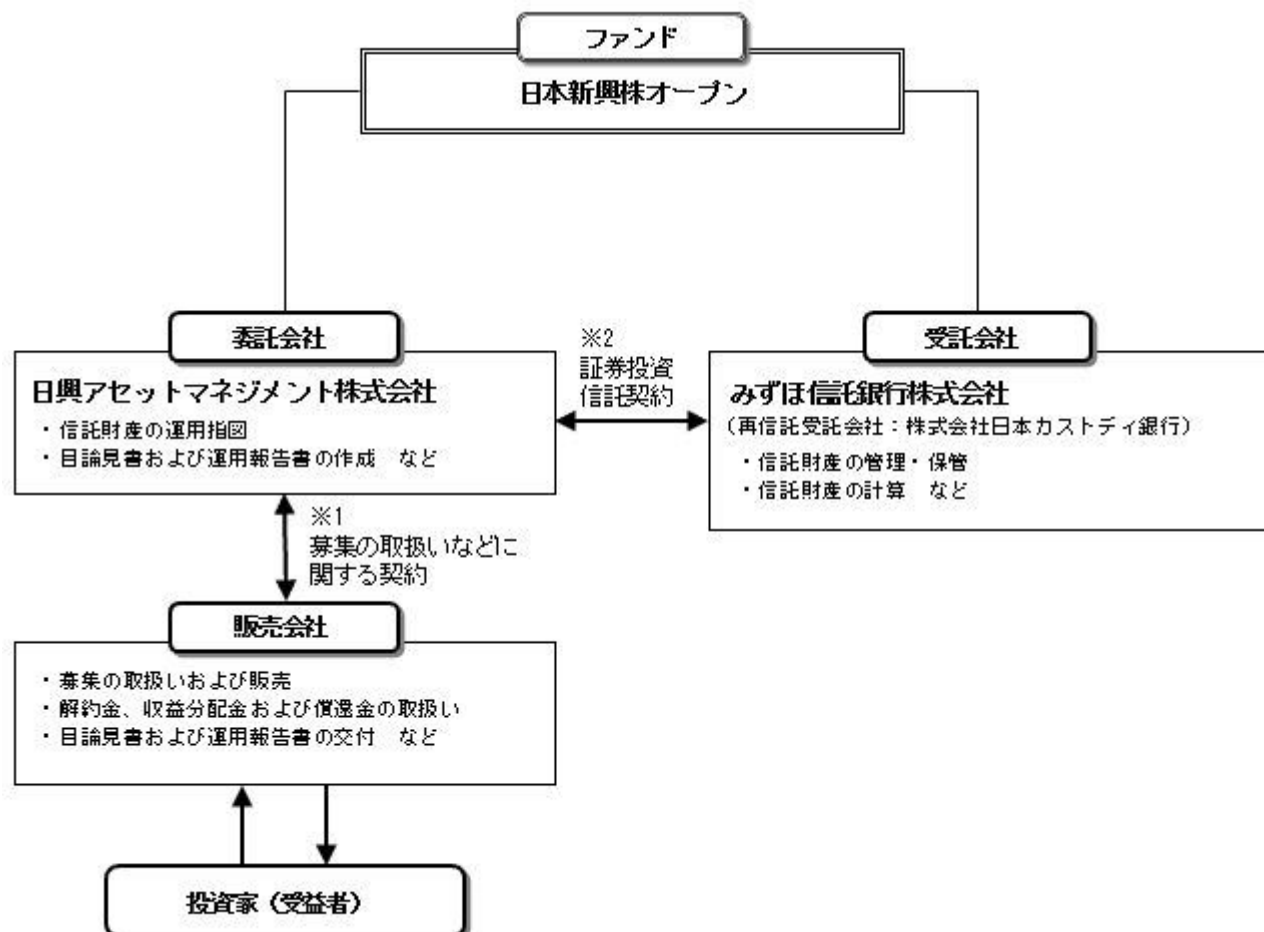 ファンド
日本新興株オープン
委託会社
日興アセットマネジメント株式会社
・信託財産の運用指図
・目論見書および運用報告書の作成　など
※2
証券投資
信託契約
受託会社
みずほ信託銀行株式会社
（再信託受託会社：株式会社日本カストディ銀行）
・信託財産の管理・保管
・信託財産の計算　など
※1
募集の取扱いなどに
関する契約
販売会社
・募集の取扱いおよび販売
・解約金、収益分配金および償還金の取扱い
・目論見書および運用報告書の交付　など
投資家（受益者）